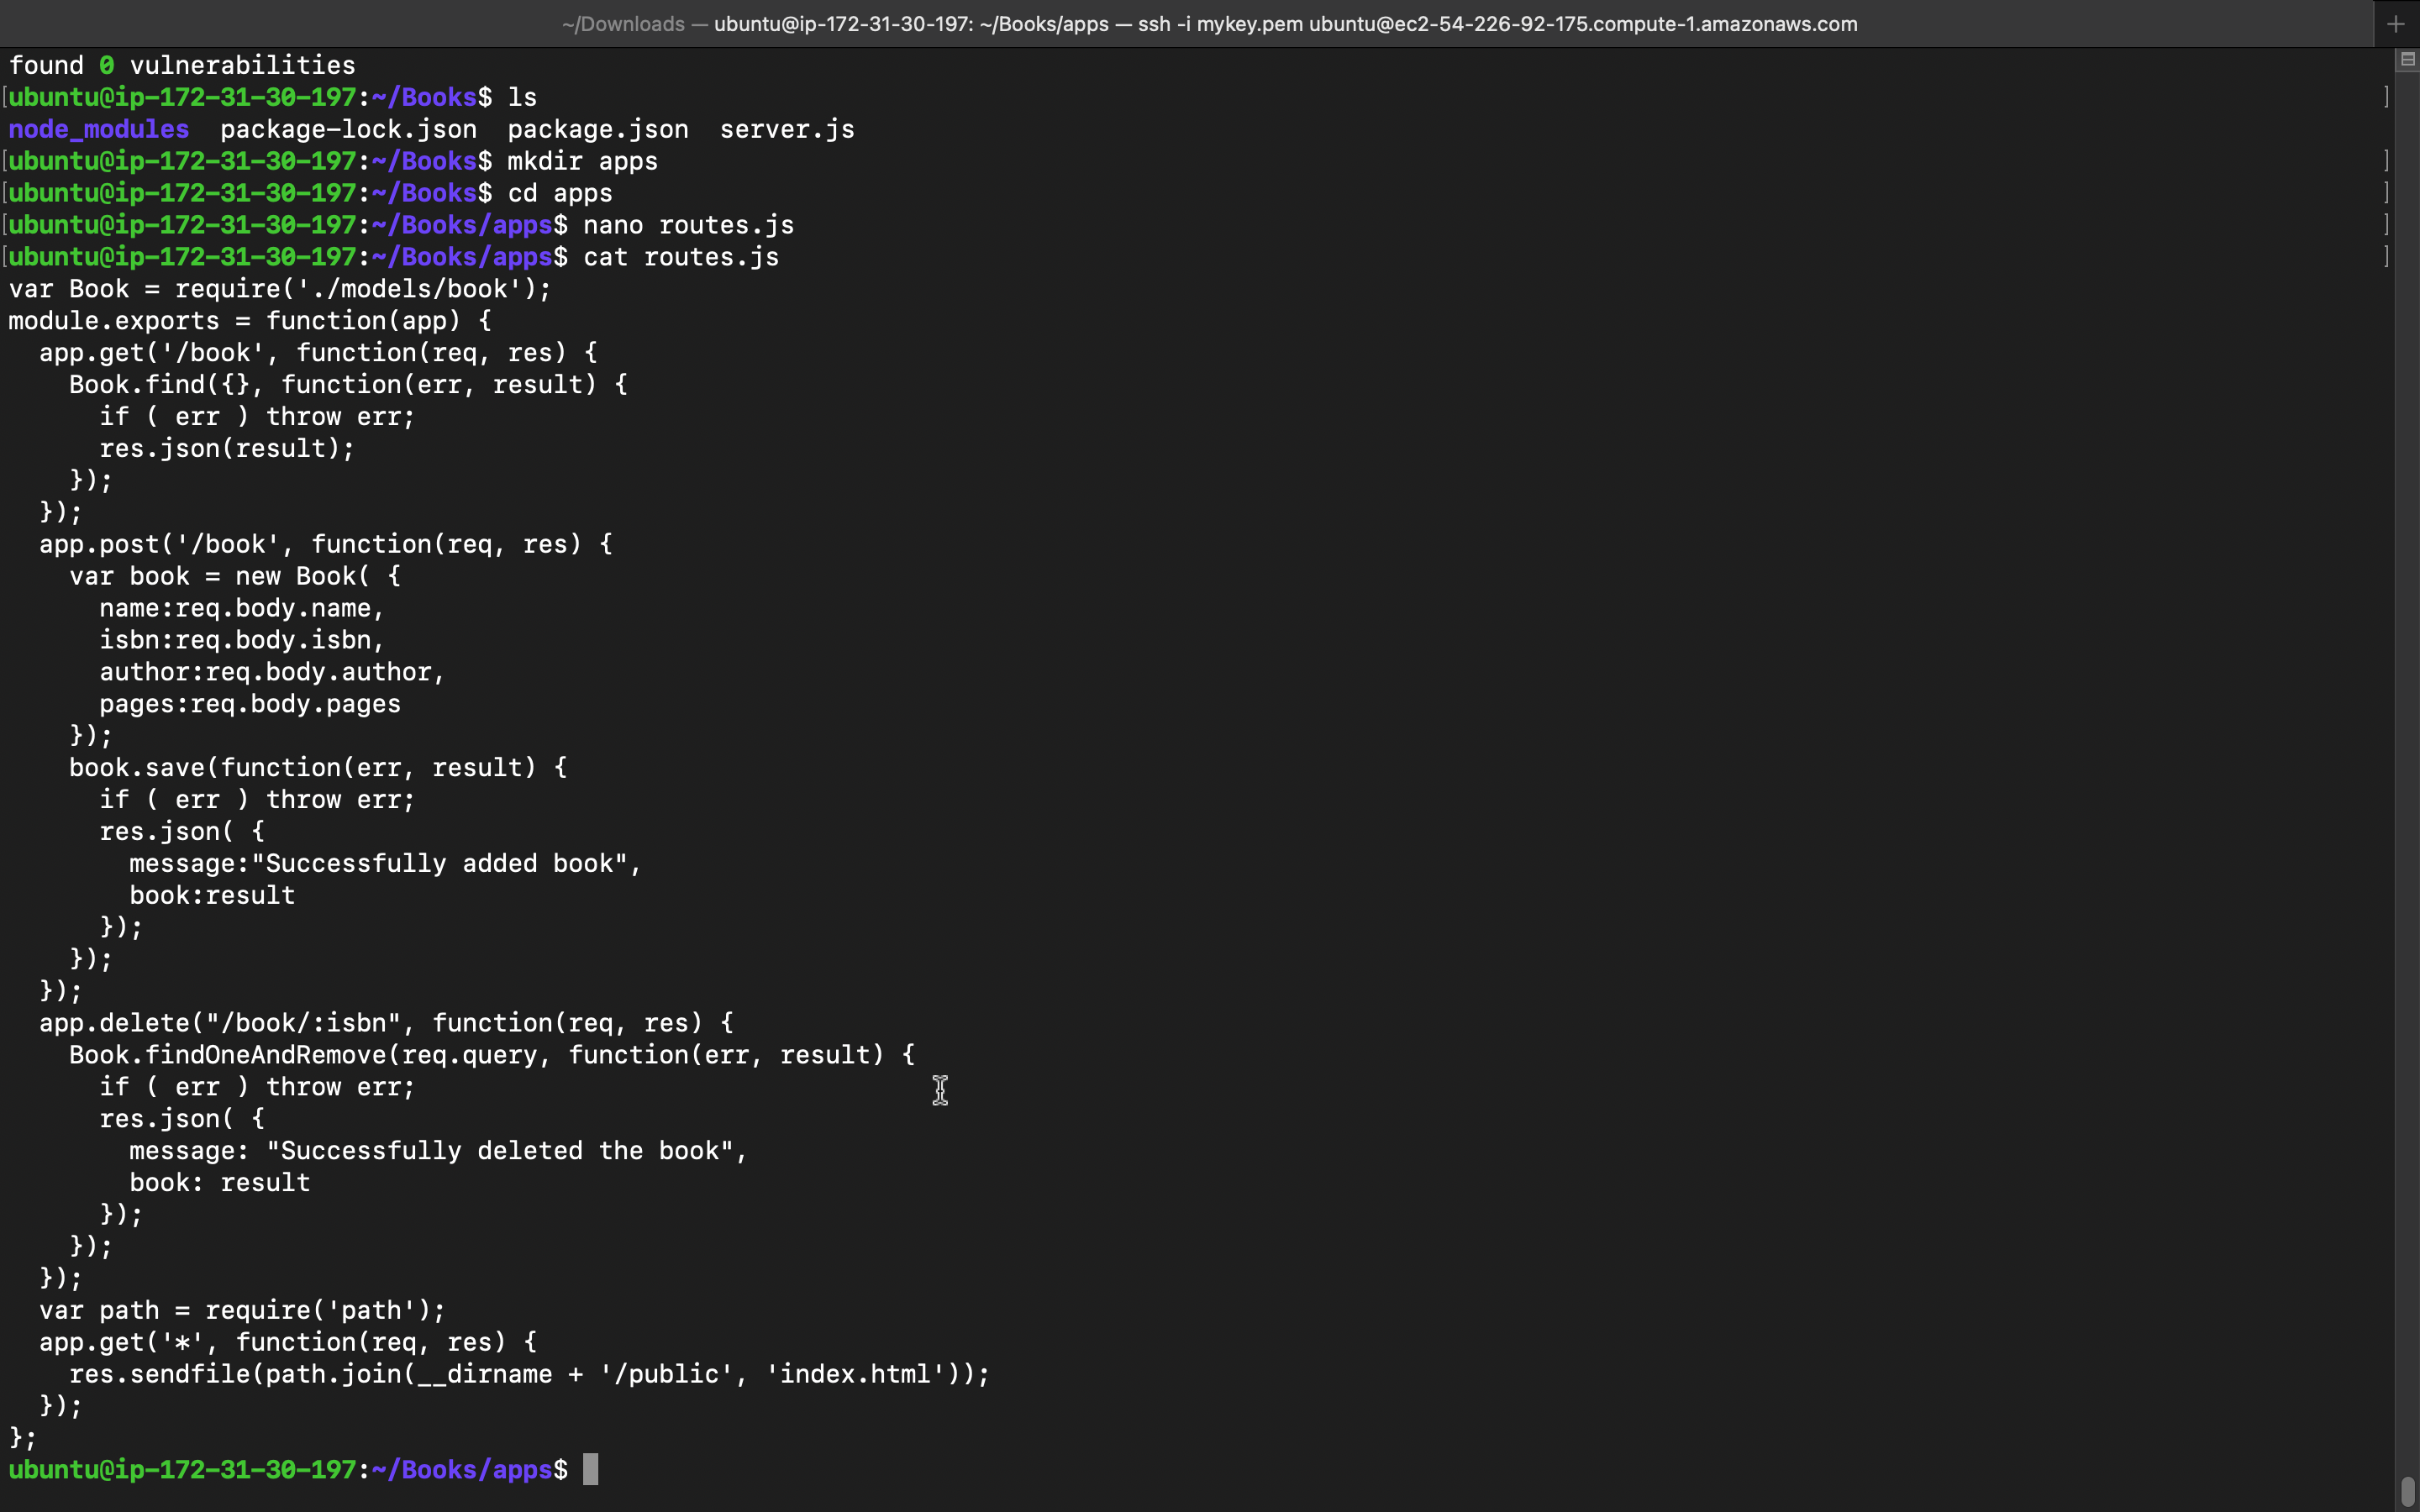 ~/Downloads — ubuntu@ip-172-31-30-197: ~/Books/apps — ssh -i mykey.pem ubuntu@ec2-54-226-92-175.compute-1.amazonaws.com
found 0 vulnerabilities
[ubuntu@ip-172-31-30-197:~/Books$ ls ]
node_modules  package-lock.json  package.json  server.js
[ubuntu@ip-172-31-30-197:~/Books$ mkdir apps ]
[ubuntu@ip-172-31-30-197:~/Books$ cd apps ]
[ubuntu@ip-172-31-30-197:~/Books/apps$ nano routes.js ]
[ubuntu@ip-172-31-30-197:~/Books/apps$ cat routes.js ]
var Book = require('./models/book');
module.exports = function(app) {
  app.get('/book', function(req, res) {
    Book.find({}, function(err, result) {
      if ( err ) throw err;
      res.json(result);
    });
  });
  app.post('/book', function(req, res) {
    var book = new Book( {
      name:req.body.name,
      isbn:req.body.isbn,
      author:req.body.author,
      pages:req.body.pages
    });
    book.save(function(err, result) {
      if ( err ) throw err;
      res.json( {
        message:"Successfully added book",
        book:result
      });
    });
  });
  app.delete("/book/:isbn", function(req, res) {
    Book.findOneAndRemove(req.query, function(err, result) {
      if ( err ) throw err;
      res.json( {
        message: "Successfully deleted the book",
        book: result
      });
    });
  });
  var path = require('path');
  app.get('*', function(req, res) {
    res.sendfile(path.join(__dirname + '/public', 'index.html'));
  });
};
ubuntu@ip-172-31-30-197:~/Books/apps$